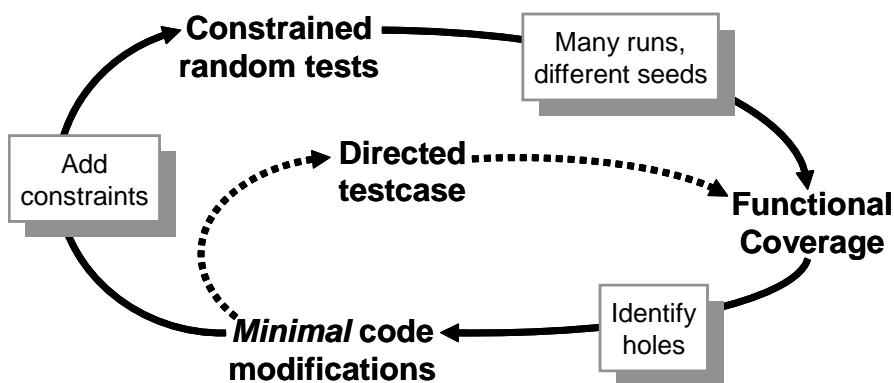 Constrained
random tests
Many runs,
different seeds
Add
constraints
Directed
testcase
Functional
Coverage
Identify
holes
Minimal code
modifications